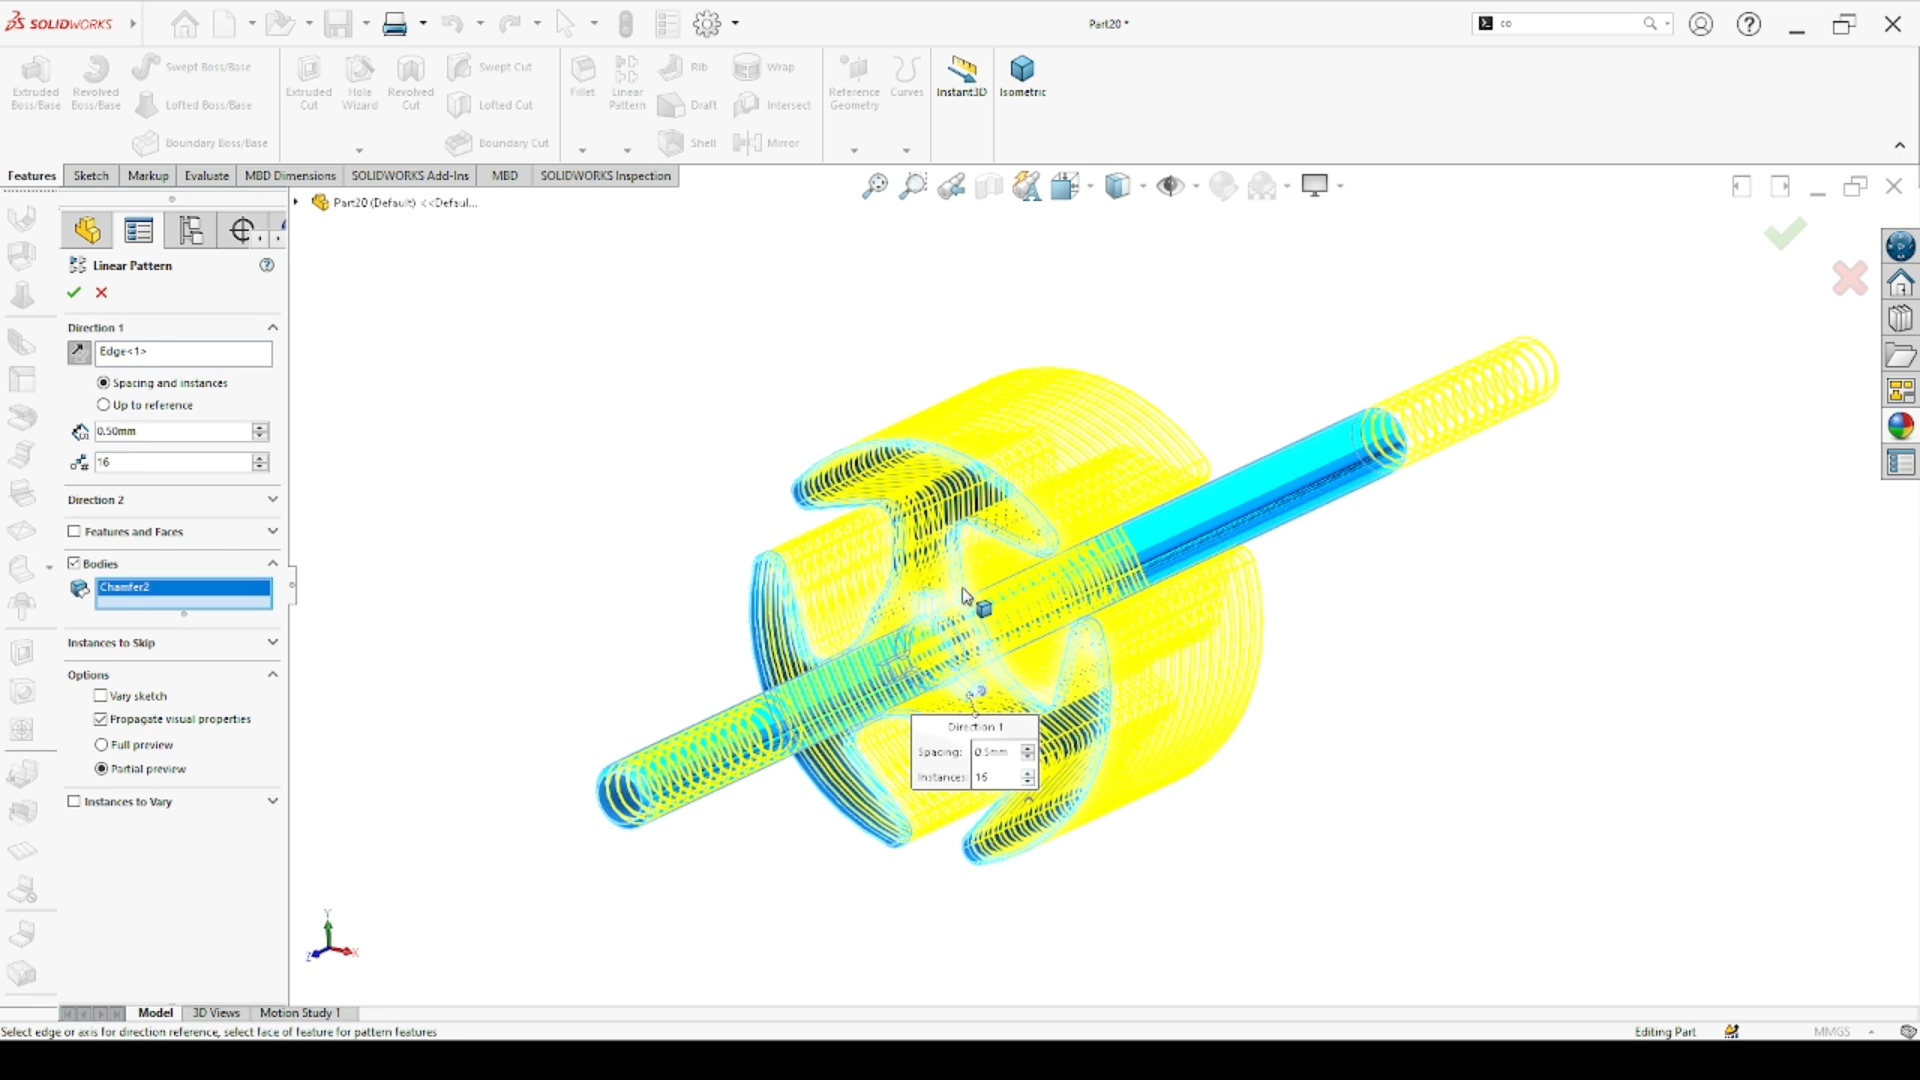 SOLIDWORKS
Part20 *
co
Extruded Boss/Base
Revolved Boss/Base
Swept Boss/Base
Lofted Boss/Base
Boundary Boss/Base
Extruded Cut
Hole Wizard
Revolved Cut
Swept Cut
Lofted Cut
Boundary Cut
Fillet
Linear Pattern
Rib
Draft
Shell
Wrap
Intersect
Mirror
Reference Geometry
Curves
Instant3D
Isometric
Features
Sketch
Markup
Evaluate
MBD Dimensions
SOLIDWORKS Add-Ins
MBD
SOLIDWORKS Inspection
Part20 (Default) <<Defaul...
Linear Pattern
Direction 1
Edge<1>
Spacing and instances
Up to reference
0.50mm
16
Direction 2
Features and Faces
Bodies
Chamfer2
Instances to Skip
Options
Vary sketch
Propagate visual properties
Full preview
Partial preview
Instances to Vary
Direction 1
Spacing: 0.5mm
Instances: 16
Y
X
Z
Model
3D Views
Motion Study 1
Select edge or axis for direction reference, select face of feature for pattern features
Editing Part
MMGS